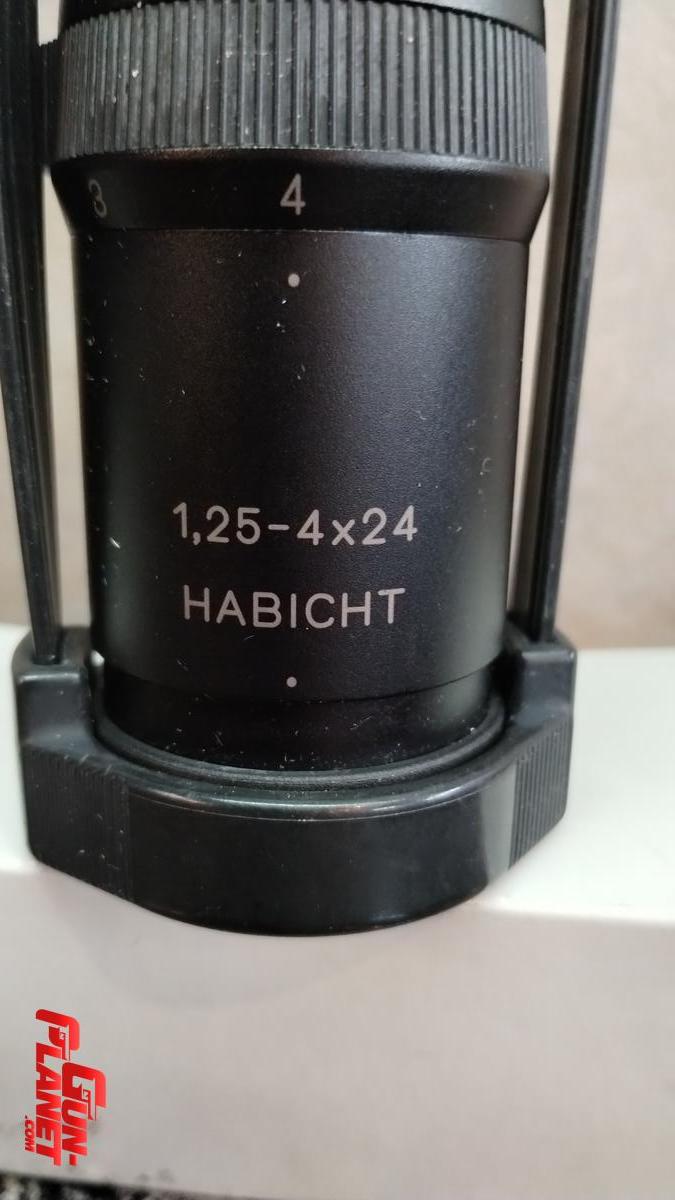 3 4
1,25-4x24
HABICHT
GUN-
PLANET
.COM